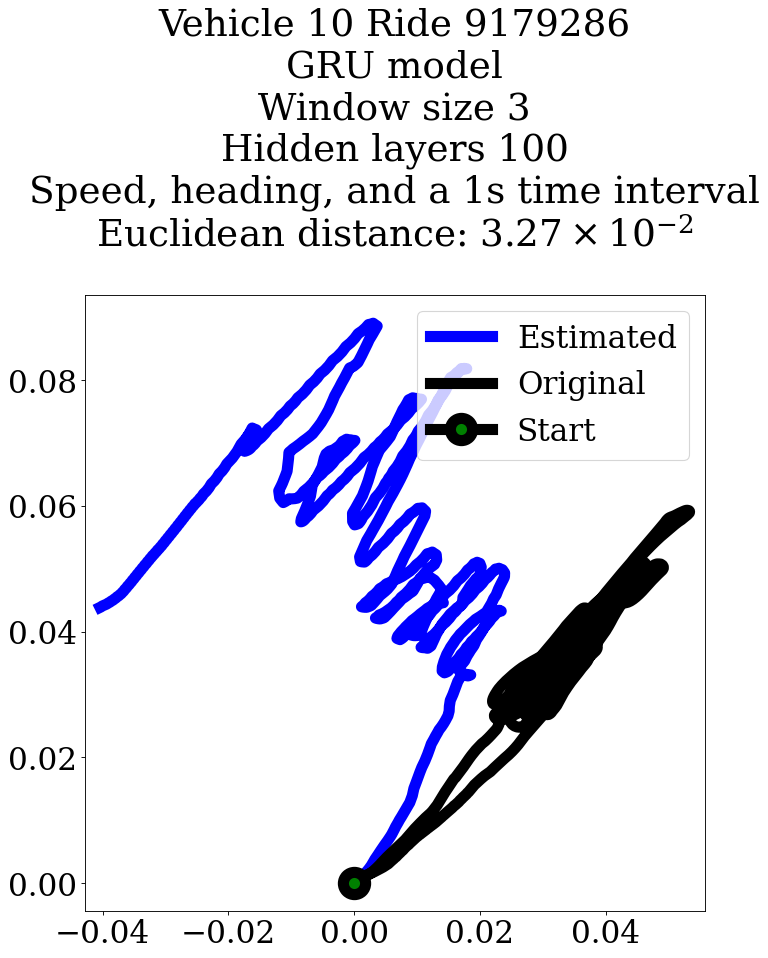 Vehicle 10 Ride 9179286
GRU model
Window size 3
Hidden layers 100
Speed, heading, and a 1s time interval
Euclidean distance: 3.27 × 10⁻²
Estimated
Original
Start
0.08
0.06
0.04
0.02
0.00
−0.04 −0.02 0.00 0.02 0.04